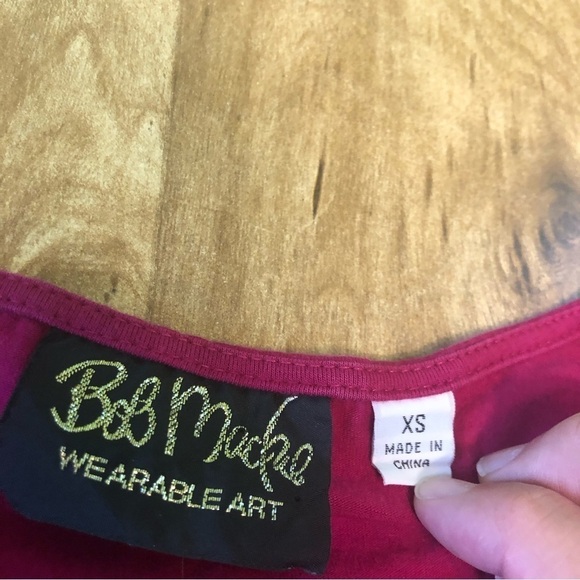 Bob Mackie
WEARABLE ART
XS
MADE IN
CHINA